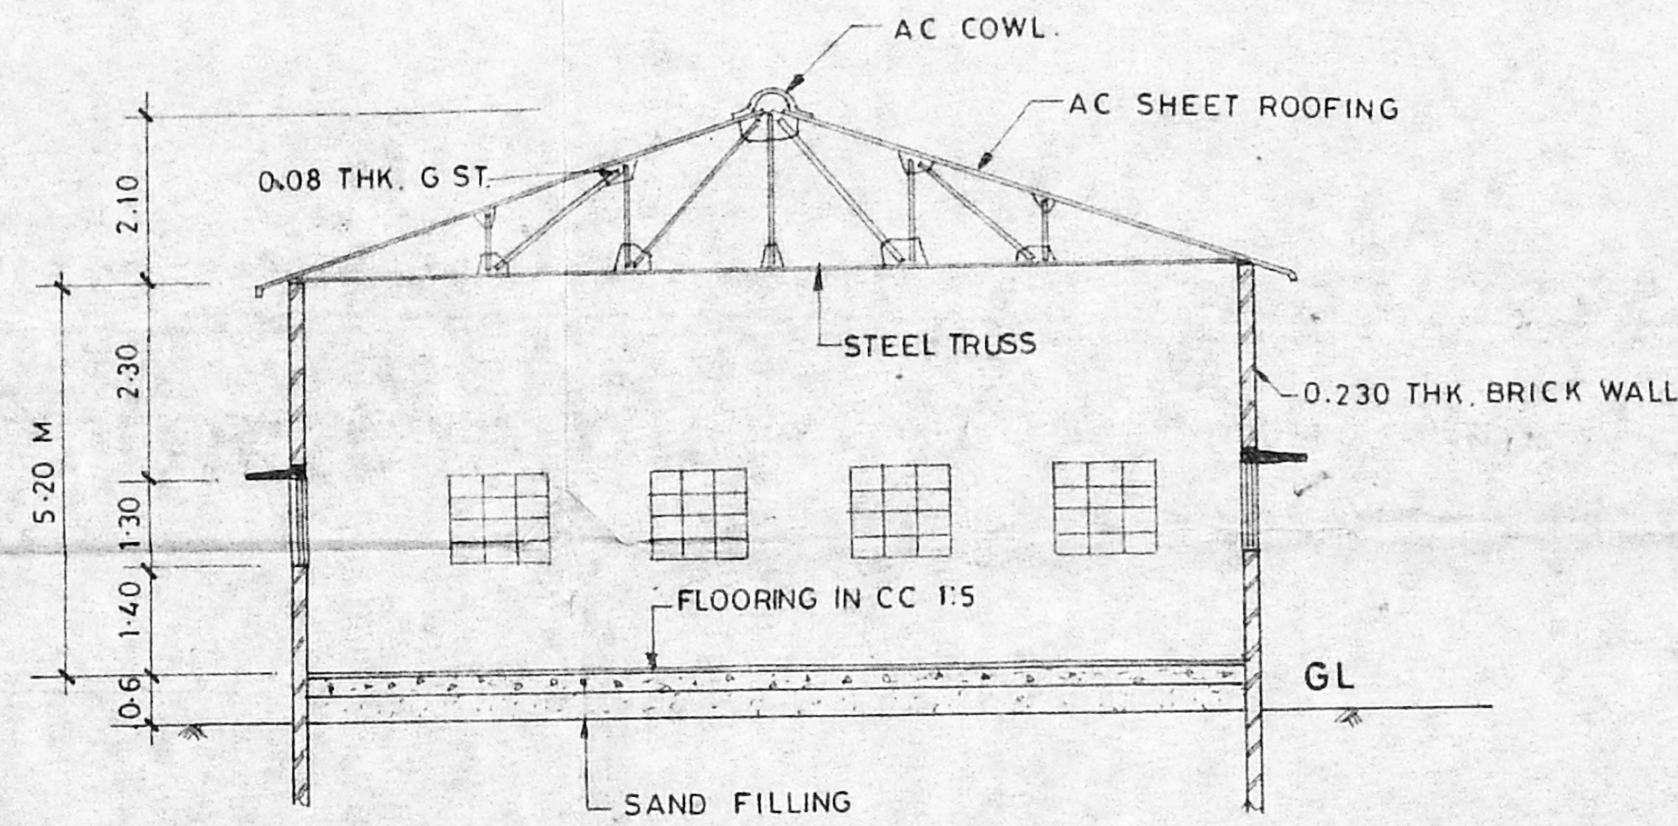 AC COWL.
AC SHEET ROOFING
0.08 THK. G ST.
2.10
STEEL TRUSS
2.30
0.230 THK. BRICK WALL
5.20 M
1.30
FLOORING IN CC 1:5
1.40
GL
0.6
SAND FILLING